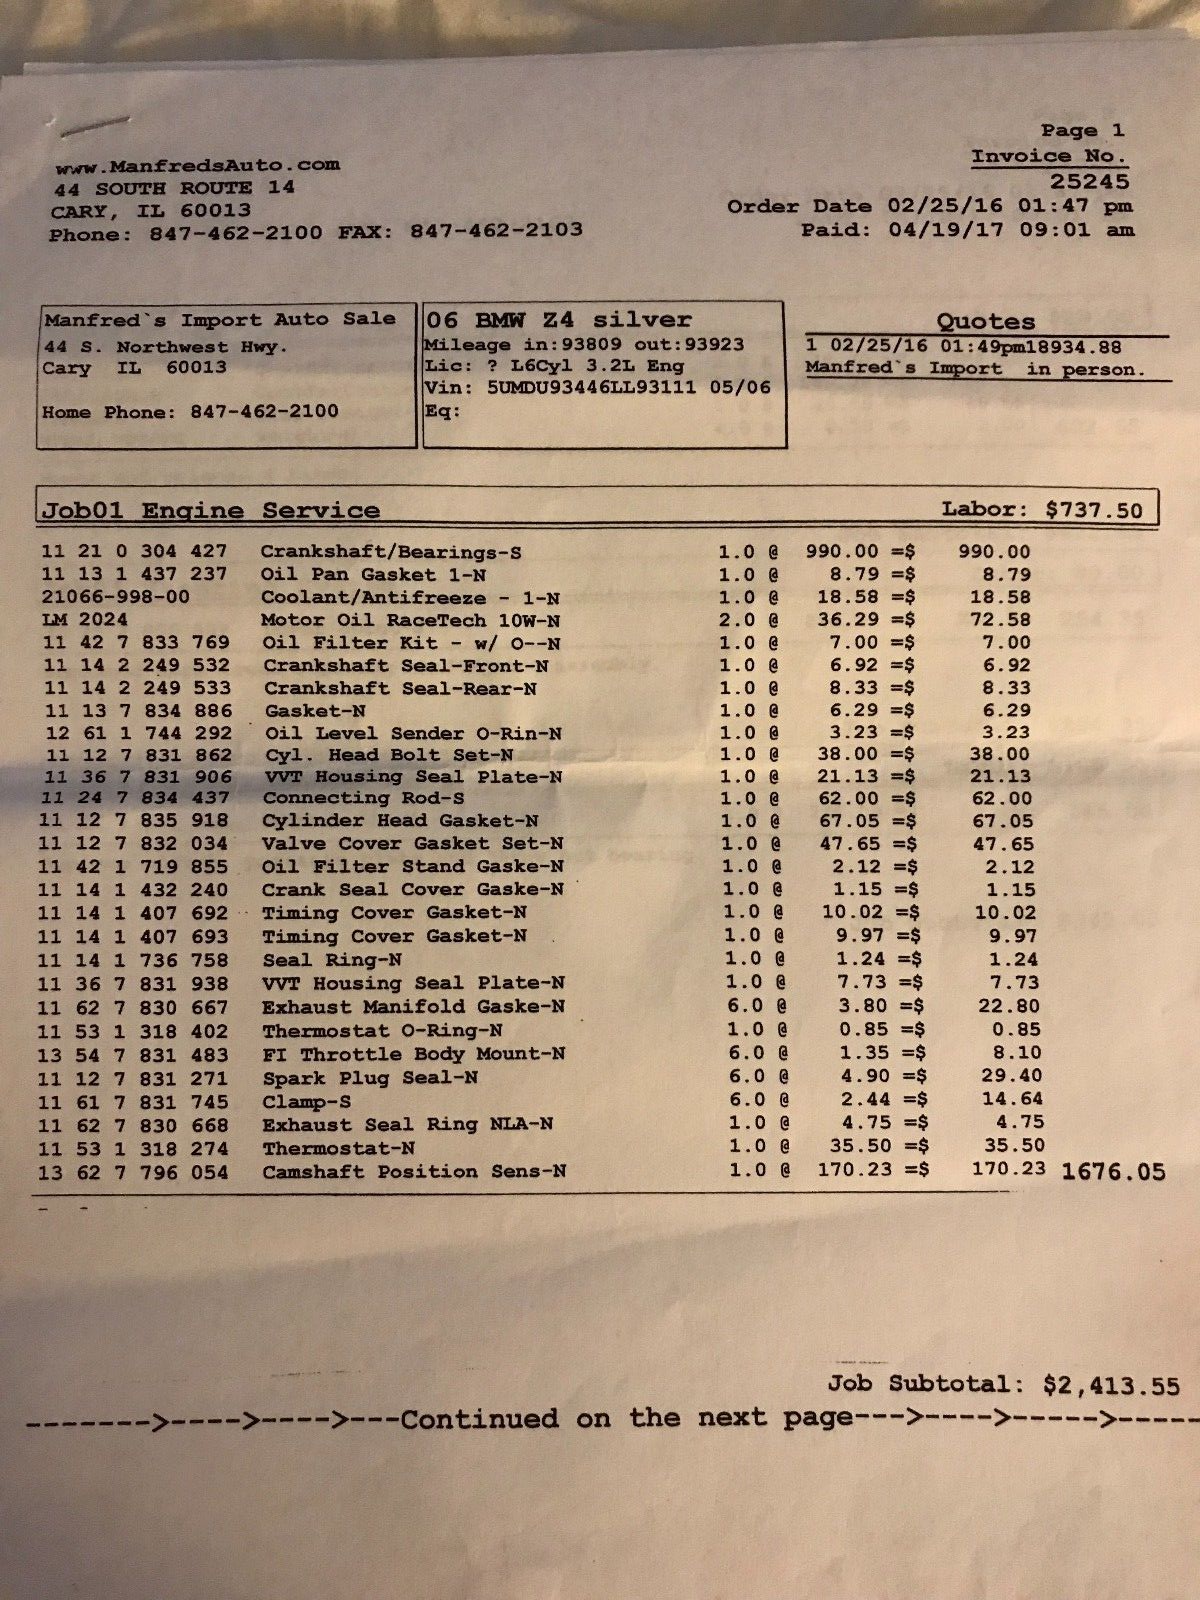 Page 1
www.ManfredsAuto.com
Invoice No.
44 SOUTH ROUTE 14
25245
CARY, IL 60013
Order Date 02/25/16 01:47 pm
Phone: 847-462-2100 FAX: 847-462-2103
Paid: 04/19/17 09:01 am
Manfred`s Import Auto Sale
44 S. Northwest Hwy.
Cary IL 60013
Home Phone: 847-462-2100
06 BMW Z4 silver
Mileage in:93809 out:93923
Lic: ? L6Cyl 3.2L Eng
Vin: 5UMDU93446LL93111 05/06
Eq:
Quotes
1 02/25/16 01:49pm18934.88
Manfred`s Import in person.
Job01 Engine Service Labor: $737.50
11 21 0 304 427 Crankshaft/Bearings-S 1.0 @ 990.00 =$ 990.00
11 13 1 437 237 Oil Pan Gasket 1-N 1.0 @ 8.79 =$ 8.79
21066-998-00 Coolant/Antifreeze - 1-N 1.0 @ 18.58 =$ 18.58
LM 2024 Motor Oil RaceTech 10W-N 2.0 @ 36.29 =$ 72.58
11 42 7 833 769 Oil Filter Kit - w/ O--N 1.0 @ 7.00 =$ 7.00
11 14 2 249 532 Crankshaft Seal-Front-N 1.0 @ 6.92 =$ 6.92
11 14 2 249 533 Crankshaft Seal-Rear-N 1.0 @ 8.33 =$ 8.33
11 13 7 834 886 Gasket-N 1.0 @ 6.29 =$ 6.29
12 61 1 744 292 Oil Level Sender O-Rin-N 1.0 @ 3.23 =$ 3.23
11 12 7 831 862 Cyl. Head Bolt Set-N 1.0 @ 38.00 =$ 38.00
11 36 7 831 906 VVT Housing Seal Plate-N 1.0 @ 21.13 =$ 21.13
11 24 7 834 437 Connecting Rod-S 1.0 @ 62.00 =$ 62.00
11 12 7 835 918 Cylinder Head Gasket-N 1.0 @ 67.05 =$ 67.05
11 12 7 832 034 Valve Cover Gasket Set-N 1.0 @ 47.65 =$ 47.65
11 42 1 719 855 Oil Filter Stand Gaske-N 1.0 @ 2.12 =$ 2.12
11 14 1 432 240 Crank Seal Cover Gaske-N 1.0 @ 1.15 =$ 1.15
11 14 1 407 692 Timing Cover Gasket-N 1.0 @ 10.02 =$ 10.02
11 14 1 407 693 Timing Cover Gasket-N 1.0 @ 9.97 =$ 9.97
11 14 1 736 758 Seal Ring-N 1.0 @ 1.24 =$ 1.24
11 36 7 831 938 VVT Housing Seal Plate-N 1.0 @ 7.73 =$ 7.73
11 62 7 830 667 Exhaust Manifold Gaske-N 6.0 @ 3.80 =$ 22.80
11 53 1 318 402 Thermostat O-Ring-N 1.0 @ 0.85 =$ 0.85
13 54 7 831 483 FI Throttle Body Mount-N 6.0 @ 1.35 =$ 8.10
11 12 7 831 271 Spark Plug Seal-N 6.0 @ 4.90 =$ 29.40
11 61 7 831 745 Clamp-S 6.0 @ 2.44 =$ 14.64
11 62 7 830 668 Exhaust Seal Ring NLA-N 1.0 @ 4.75 =$ 4.75
11 53 1 318 274 Thermostat-N 1.0 @ 35.50 =$ 35.50
13 62 7 796 054 Camshaft Position Sens-N 1.0 @ 170.23 =$ 170.23 1676.05
Job Subtotal: $2,413.55
------->---->---->---Continued on the next page--->---->----->-----